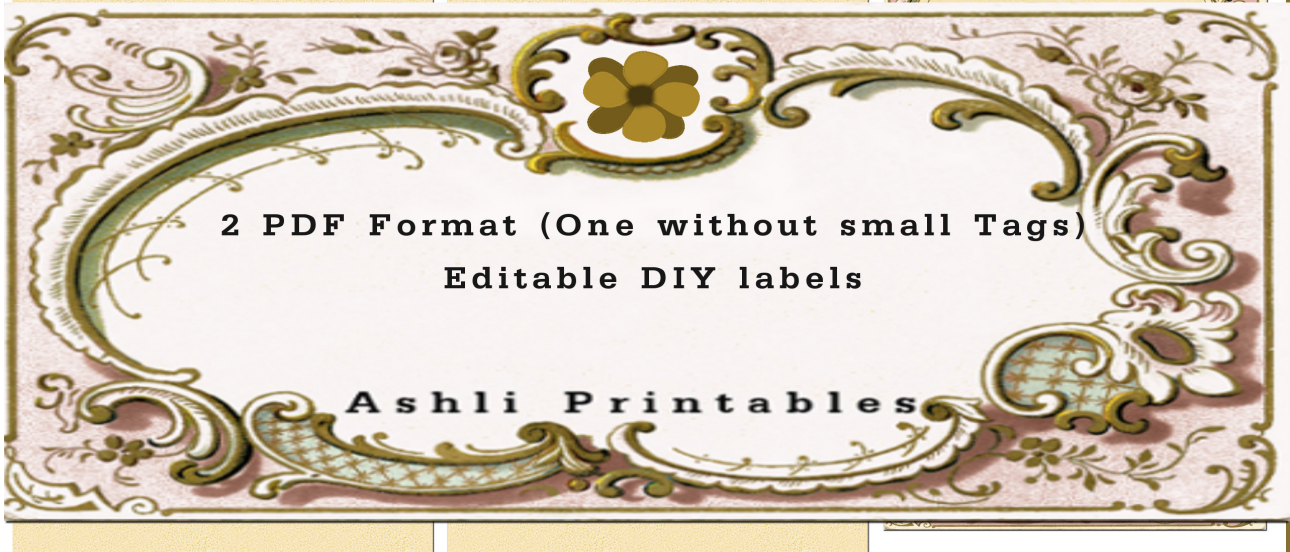 2 PDF Format (One without small Tags)
Editable DIY labels
Ashli Printables